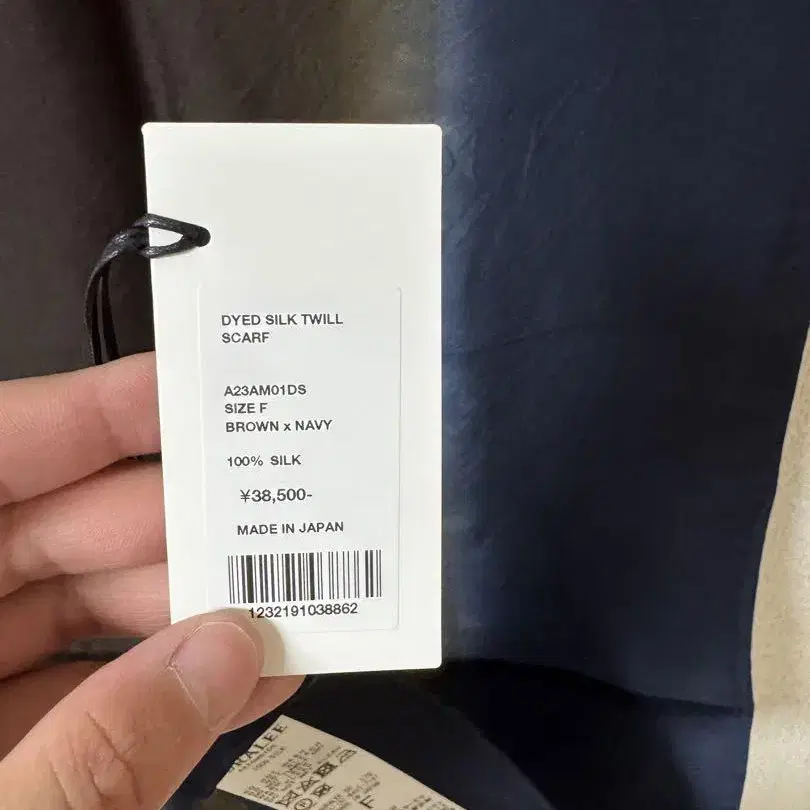 DYED SILK TWILL
SCARF
A23AM01DS
SIZE F
BROWN x NAVY
100% SILK
¥38,500-
MADE IN JAPAN
1232191038862
F